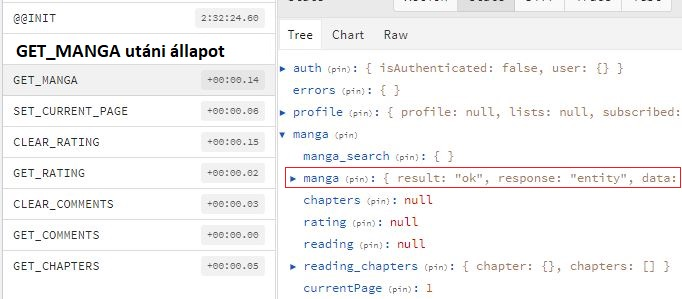 @@INIT 2:32:24.60
GET_MANGA utáni állapot
GET_MANGA +00:00.14
SET_CURRENT_PAGE +00:00.06
CLEAR_RATING +00:00.15
GET_RATING +00:00.02
CLEAR_COMMENTS +00:00.03
GET_COMMENTS +00:00.00
GET_CHAPTERS +00:00.05
Tree Chart Raw
auth (pin): { isAuthenticated: false, user: {} }
errors (pin): { }
profile (pin): { profile: null, lists: null, subscribed:
manga (pin)
manga_search (pin): { }
manga (pin): { result: "ok", response: "entity", data:
chapters (pin): null
rating (pin): null
reading (pin): null
reading_chapters (pin): { chapter: {}, chapters: [] }
currentPage (pin): 1